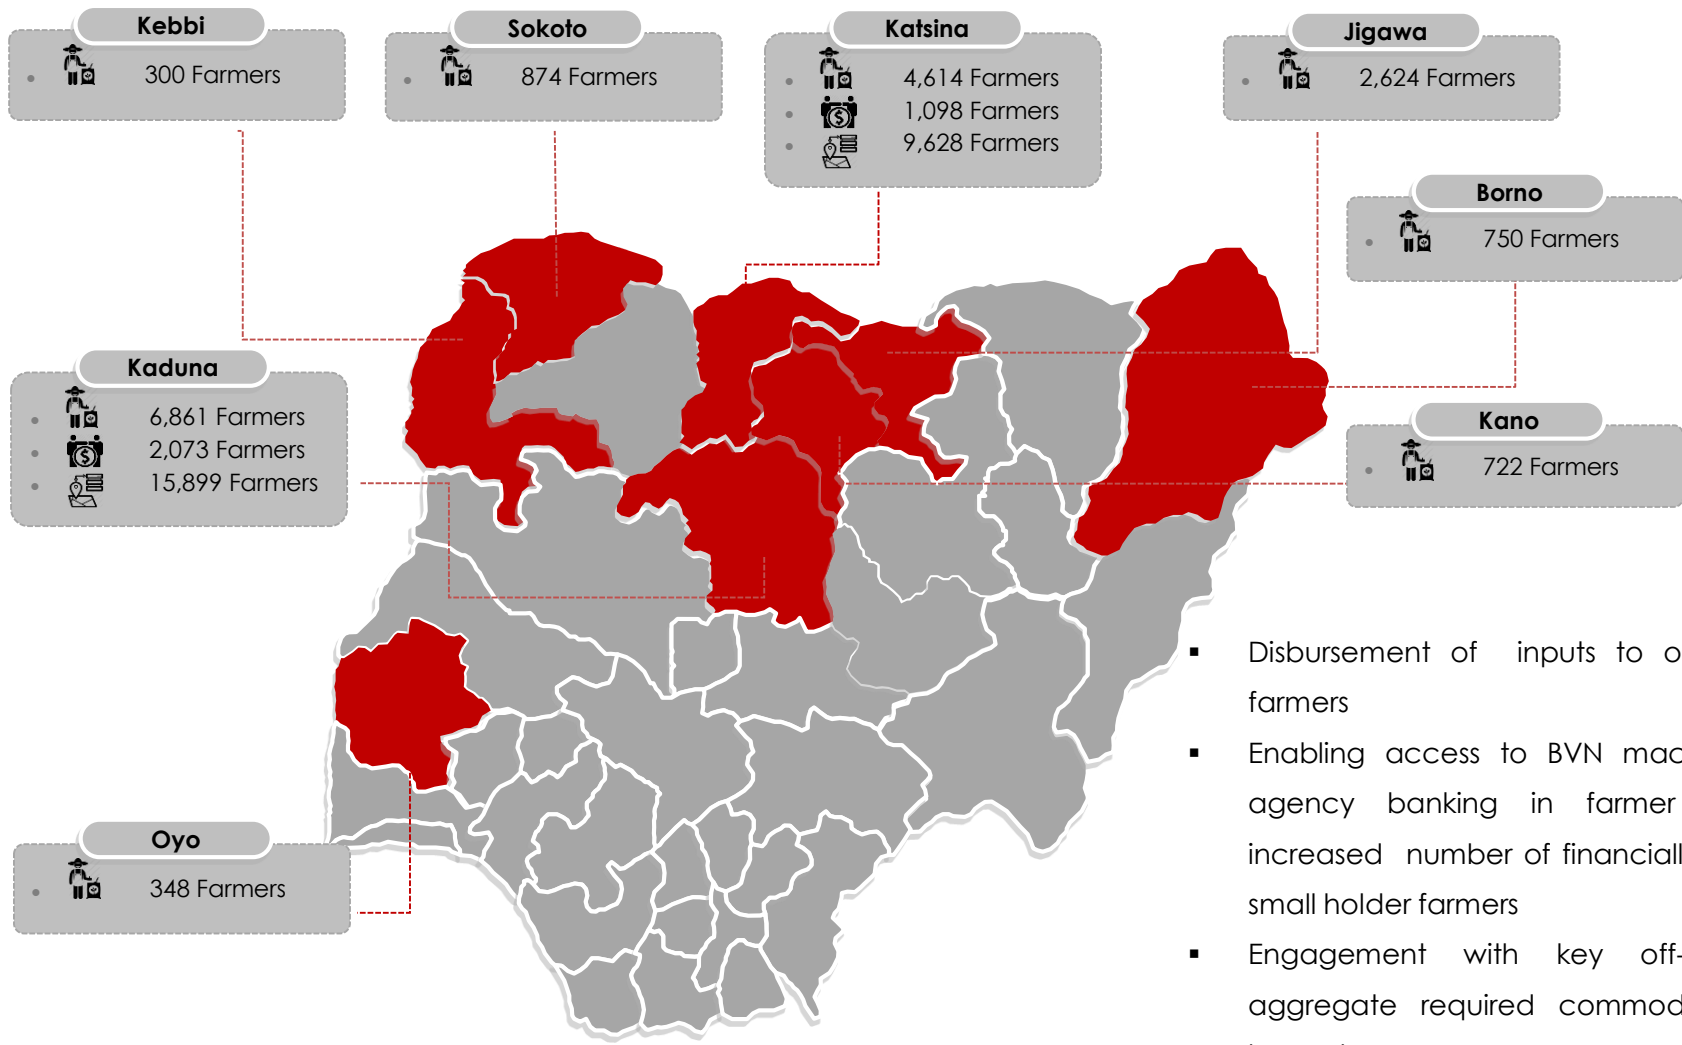 Kebbi
300 Farmers
Sokoto
874 Farmers
Katsina
4,614 Farmers
1,098 Farmers
9,628 Farmers
Jigawa
2,624 Farmers
Borno
750 Farmers
Kaduna
6,861 Farmers
2,073 Farmers
15,899 Farmers
Kano
722 Farmers
Oyo
348 Farmers
▪ Disbursement of inputs to o
farmers
▪ Enabling access to BVN mac
agency banking in farmer
increased number of financiall
small holder farmers
▪ Engagement with key off-
aggregate required commod